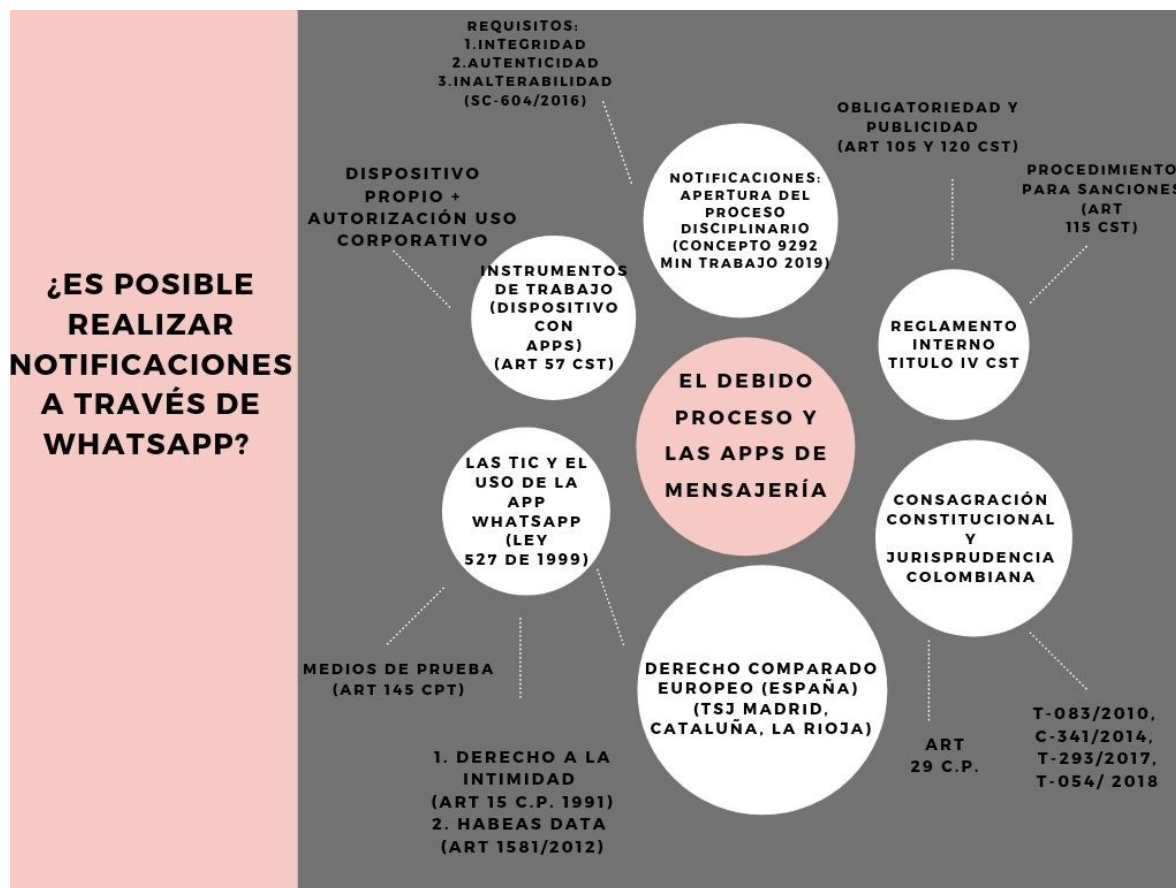 ¿ES POSIBLE
REALIZAR
NOTIFICACIONES
A TRAVÉS DE
WHATSAPP?
REQUISITOS:
1.INTEGRIDAD
2.AUTENTICIDAD
3.INALTERABILIDAD
(SC-604/2016)
DISPOSITIVO
PROPIO +
AUTORIZACIÓN USO
CORPORATIVO
NOTIFICACIONES:
APERTURA DEL
PROCESO
DISCIPLINARIO
(CONCEPTO 9292
MIN TRABAJO 2019)
OBLIGATORIEDAD Y
PUBLICIDAD
(ART 105 Y 120 CST)
PROCEDIMIENTO
PARA SANCIONES
(ART
115 CST)
INSTRUMENTOS
DE TRABAJO
(DISPOSITIVO
CON
APPS)
(ART 57 CST)
REGLAMENTO
INTERNO
TITULO IV CST
EL DEBIDO
PROCESO Y
LAS APPS DE
MENSAJERÍA
LAS TIC Y EL
USO DE LA
APP
WHATSAPP
(LEY
527 DE 1999)
CONSAGRACIÓN
CONSTITUCIONAL
Y
JURISPRUDENCIA
COLOMBIANA
MEDIOS DE PRUEBA
(ART 145 CPT)
DERECHO COMPARADO
EUROPEO (ESPAÑA)
(TSJ MADRID,
CATALUÑA, LA RIOJA)
1. DERECHO A LA
INTIMIDAD
(ART 15 C.P. 1991)
2. HABEAS DATA
(ART 1581/2012)
ART
29 C.P.
T-083/2010,
C-341/2014,
T-293/2017,
T-054/ 2018